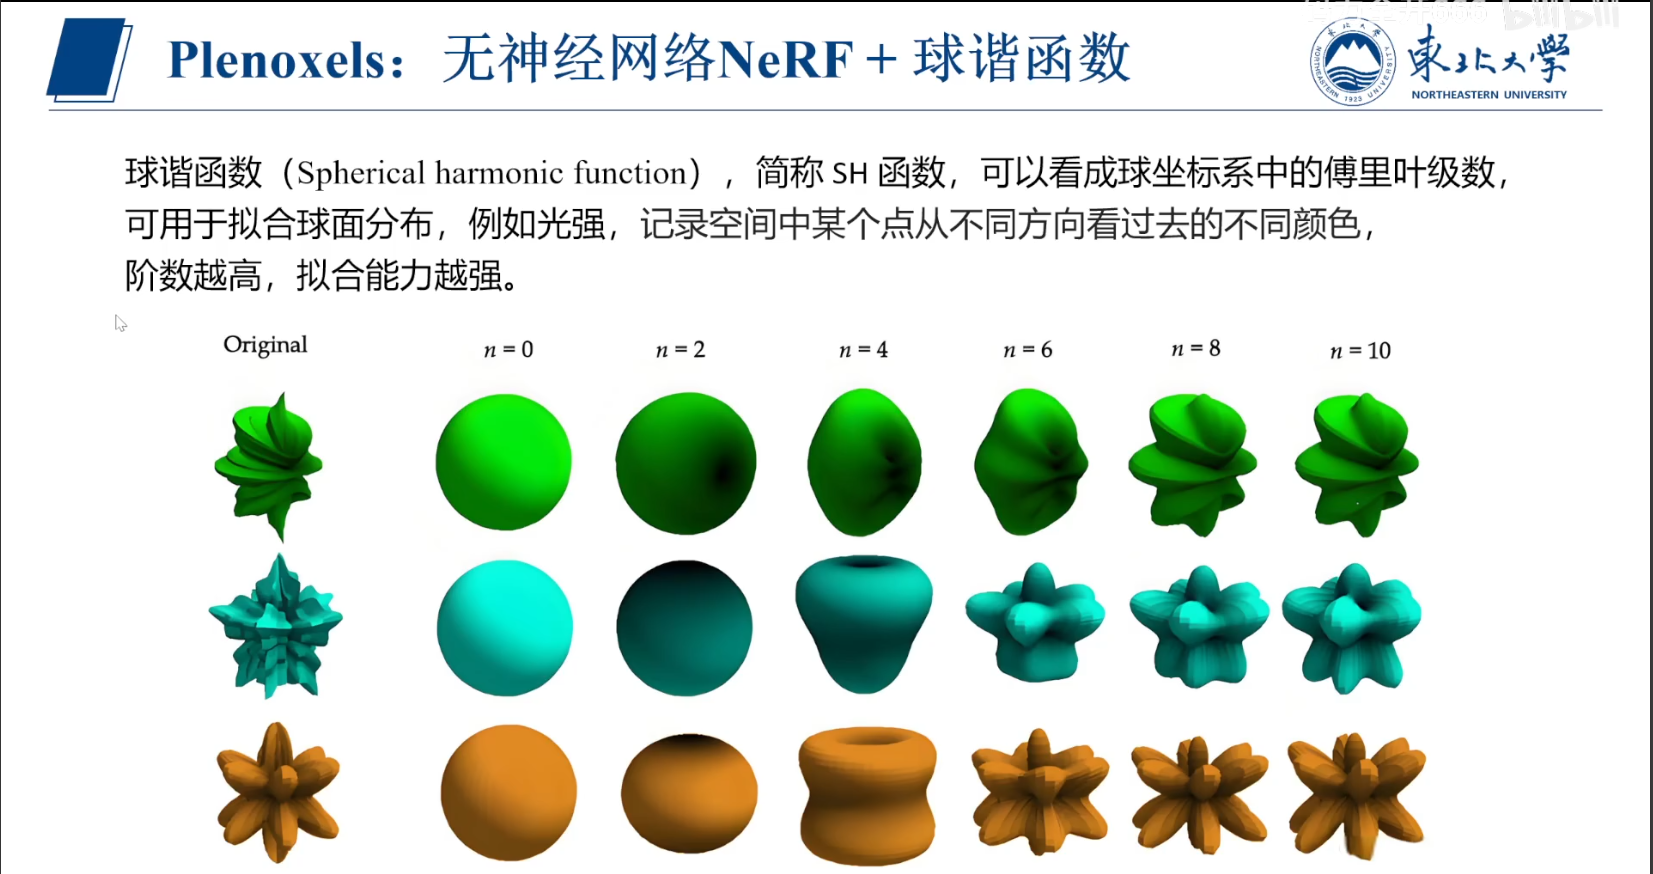 Plenoxels：无神经网络NeRF + 球谐函数
东北大学
NORTHEASTERN UNIVERSITY
NORTHEASTERN UNIVERSITY
1923
球谐函数（Spherical harmonic function），简称 SH 函数，可以看成球坐标系中的傅里叶级数，
可用于拟合球面分布，例如光强，记录空间中某个点从不同方向看过去的不同颜色，
阶数越高，拟合能力越强。
Original
n = 0
n = 2
n = 4
n = 6
n = 8
n = 10
bilibili